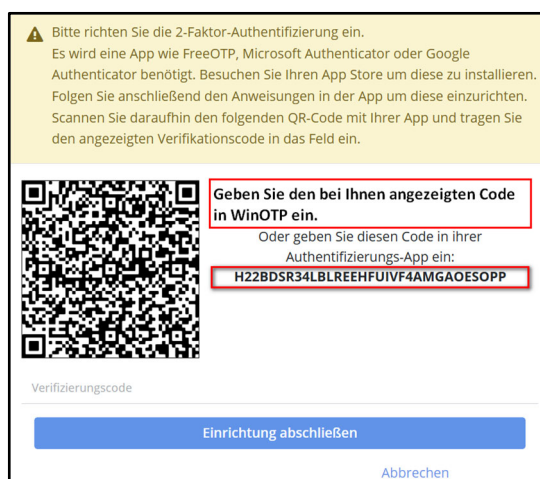 Bitte richten Sie die 2-Faktor-Authentifizierung ein.
Es wird eine App wie FreeOTP, Microsoft Authenticator oder Google
Authenticator benötigt. Besuchen Sie Ihren App Store um diese zu installieren.
Folgen Sie anschließend den Anweisungen in der App um diese einzurichten.
Scannen Sie daraufhin den folgenden QR-Code mit Ihrer App und tragen Sie
den angezeigten Verifikationscode in das Feld ein.
Geben Sie den bei Ihnen angezeigten Code
in WinOTP ein.
Oder geben Sie diesen Code in ihrer
Authentifizierungs-App ein:
H22BDSR34LBLREEHFUIVF4AMGAOESOPP
Verifizierungscode
Einrichtung abschließen
Abbrechen